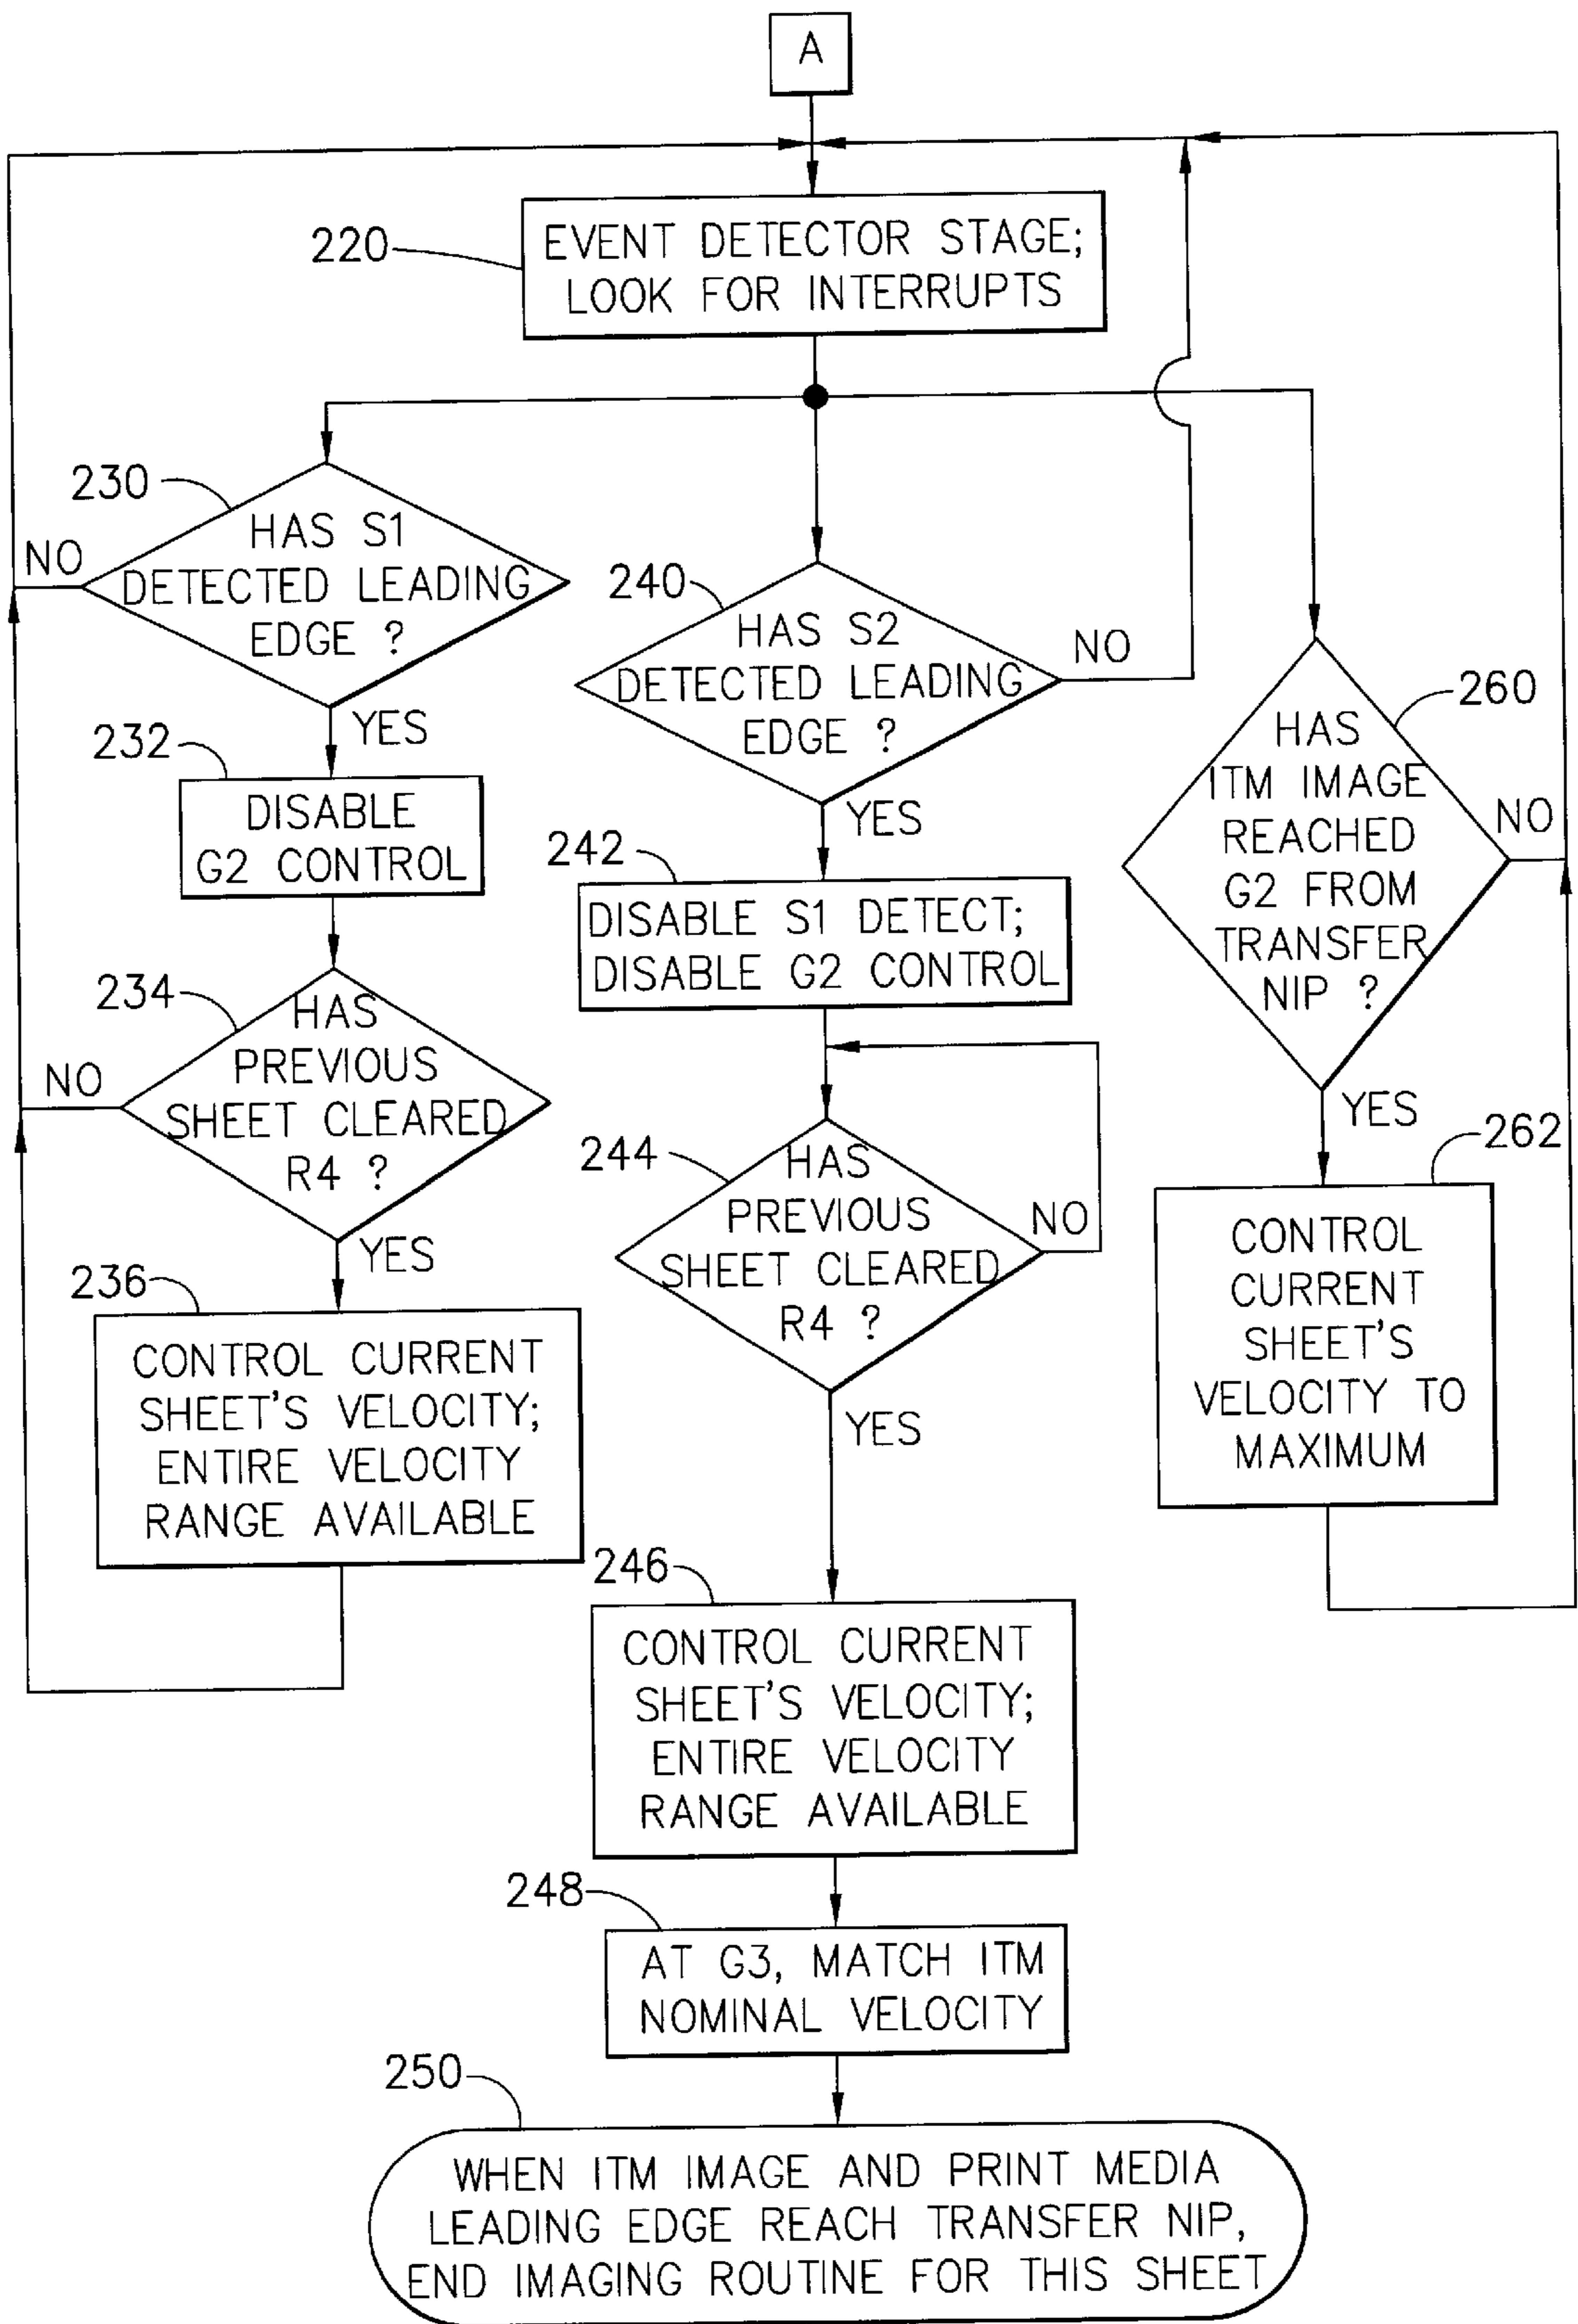 A
220
EVENT DETECTOR STAGE;
LOOK FOR INTERRUPTS
230
HAS S1
DETECTED LEADING
EDGE ?
NO
YES
232
DISABLE
G2 CONTROL
234
HAS
PREVIOUS
SHEET CLEARED
R4 ?
NO
YES
236
CONTROL CURRENT
SHEET'S VELOCITY;
ENTIRE VELOCITY
RANGE AVAILABLE
240
HAS S2
DETECTED LEADING
EDGE ?
NO
YES
242
DISABLE S1 DETECT;
DISABLE G2 CONTROL
244
HAS
PREVIOUS
SHEET CLEARED
R4 ?
NO
YES
246
CONTROL CURRENT
SHEET'S VELOCITY;
ENTIRE VELOCITY
RANGE AVAILABLE
248
AT G3, MATCH ITM
NOMINAL VELOCITY
250
WHEN ITM IMAGE AND PRINT MEDIA
LEADING EDGE REACH TRANSFER NIP,
END IMAGING ROUTINE FOR THIS SHEET
260
HAS
ITM IMAGE
REACHED
G2 FROM
TRANSFER
NIP ?
NO
YES
262
CONTROL
CURRENT
SHEET'S
VELOCITY TO
MAXIMUM